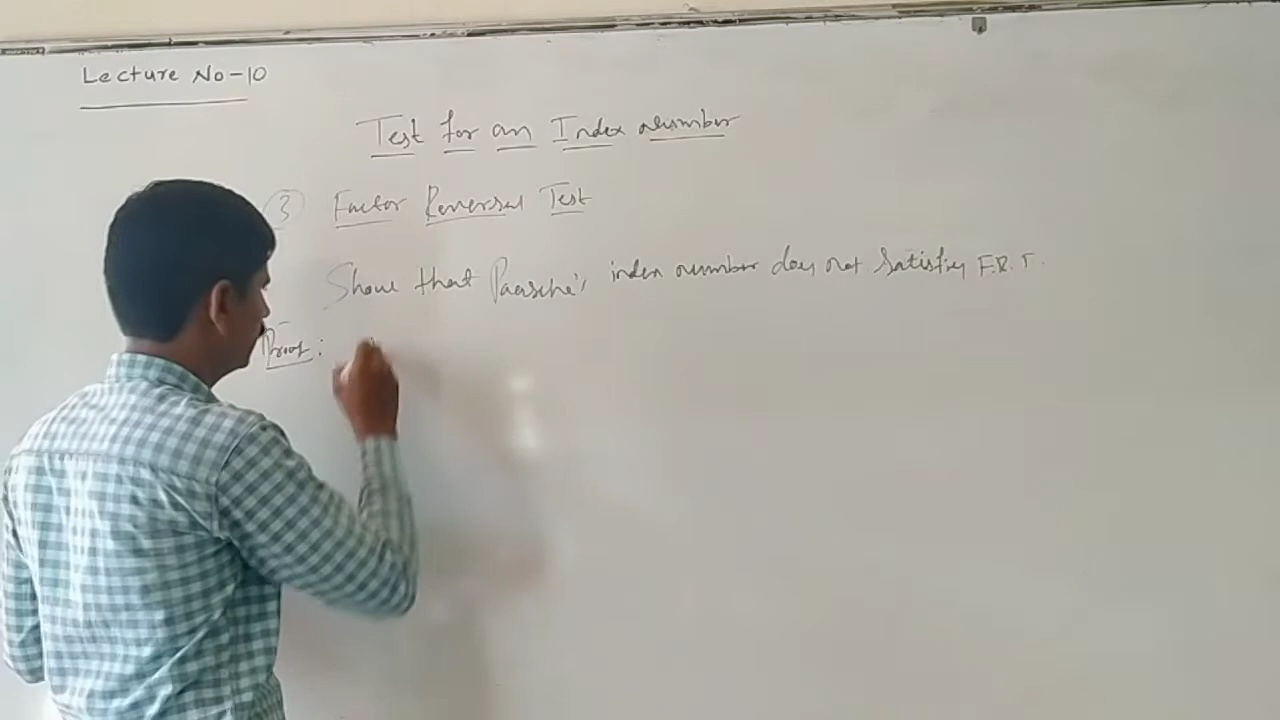 Lecture No-10
Test for an Index Number
3 Factor Reversal Test
Show that Paasche's index number does not Satisfy F.R.T.
Proof: